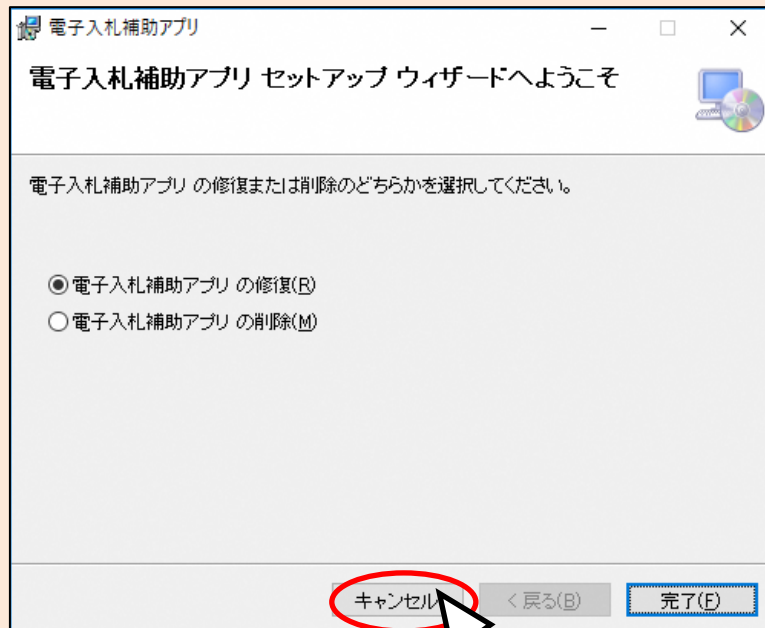 電子入札補助アプリ
電子入札補助アプリ セットアップ ウィザードへようこそ
電子入札補助アプリ の修復または削除のどちらかを選択してください。
電子入札補助アプリ の修復(R)
電子入札補助アプリ の削除(M)
キャンセル
< 戻る(B)
完了(F)